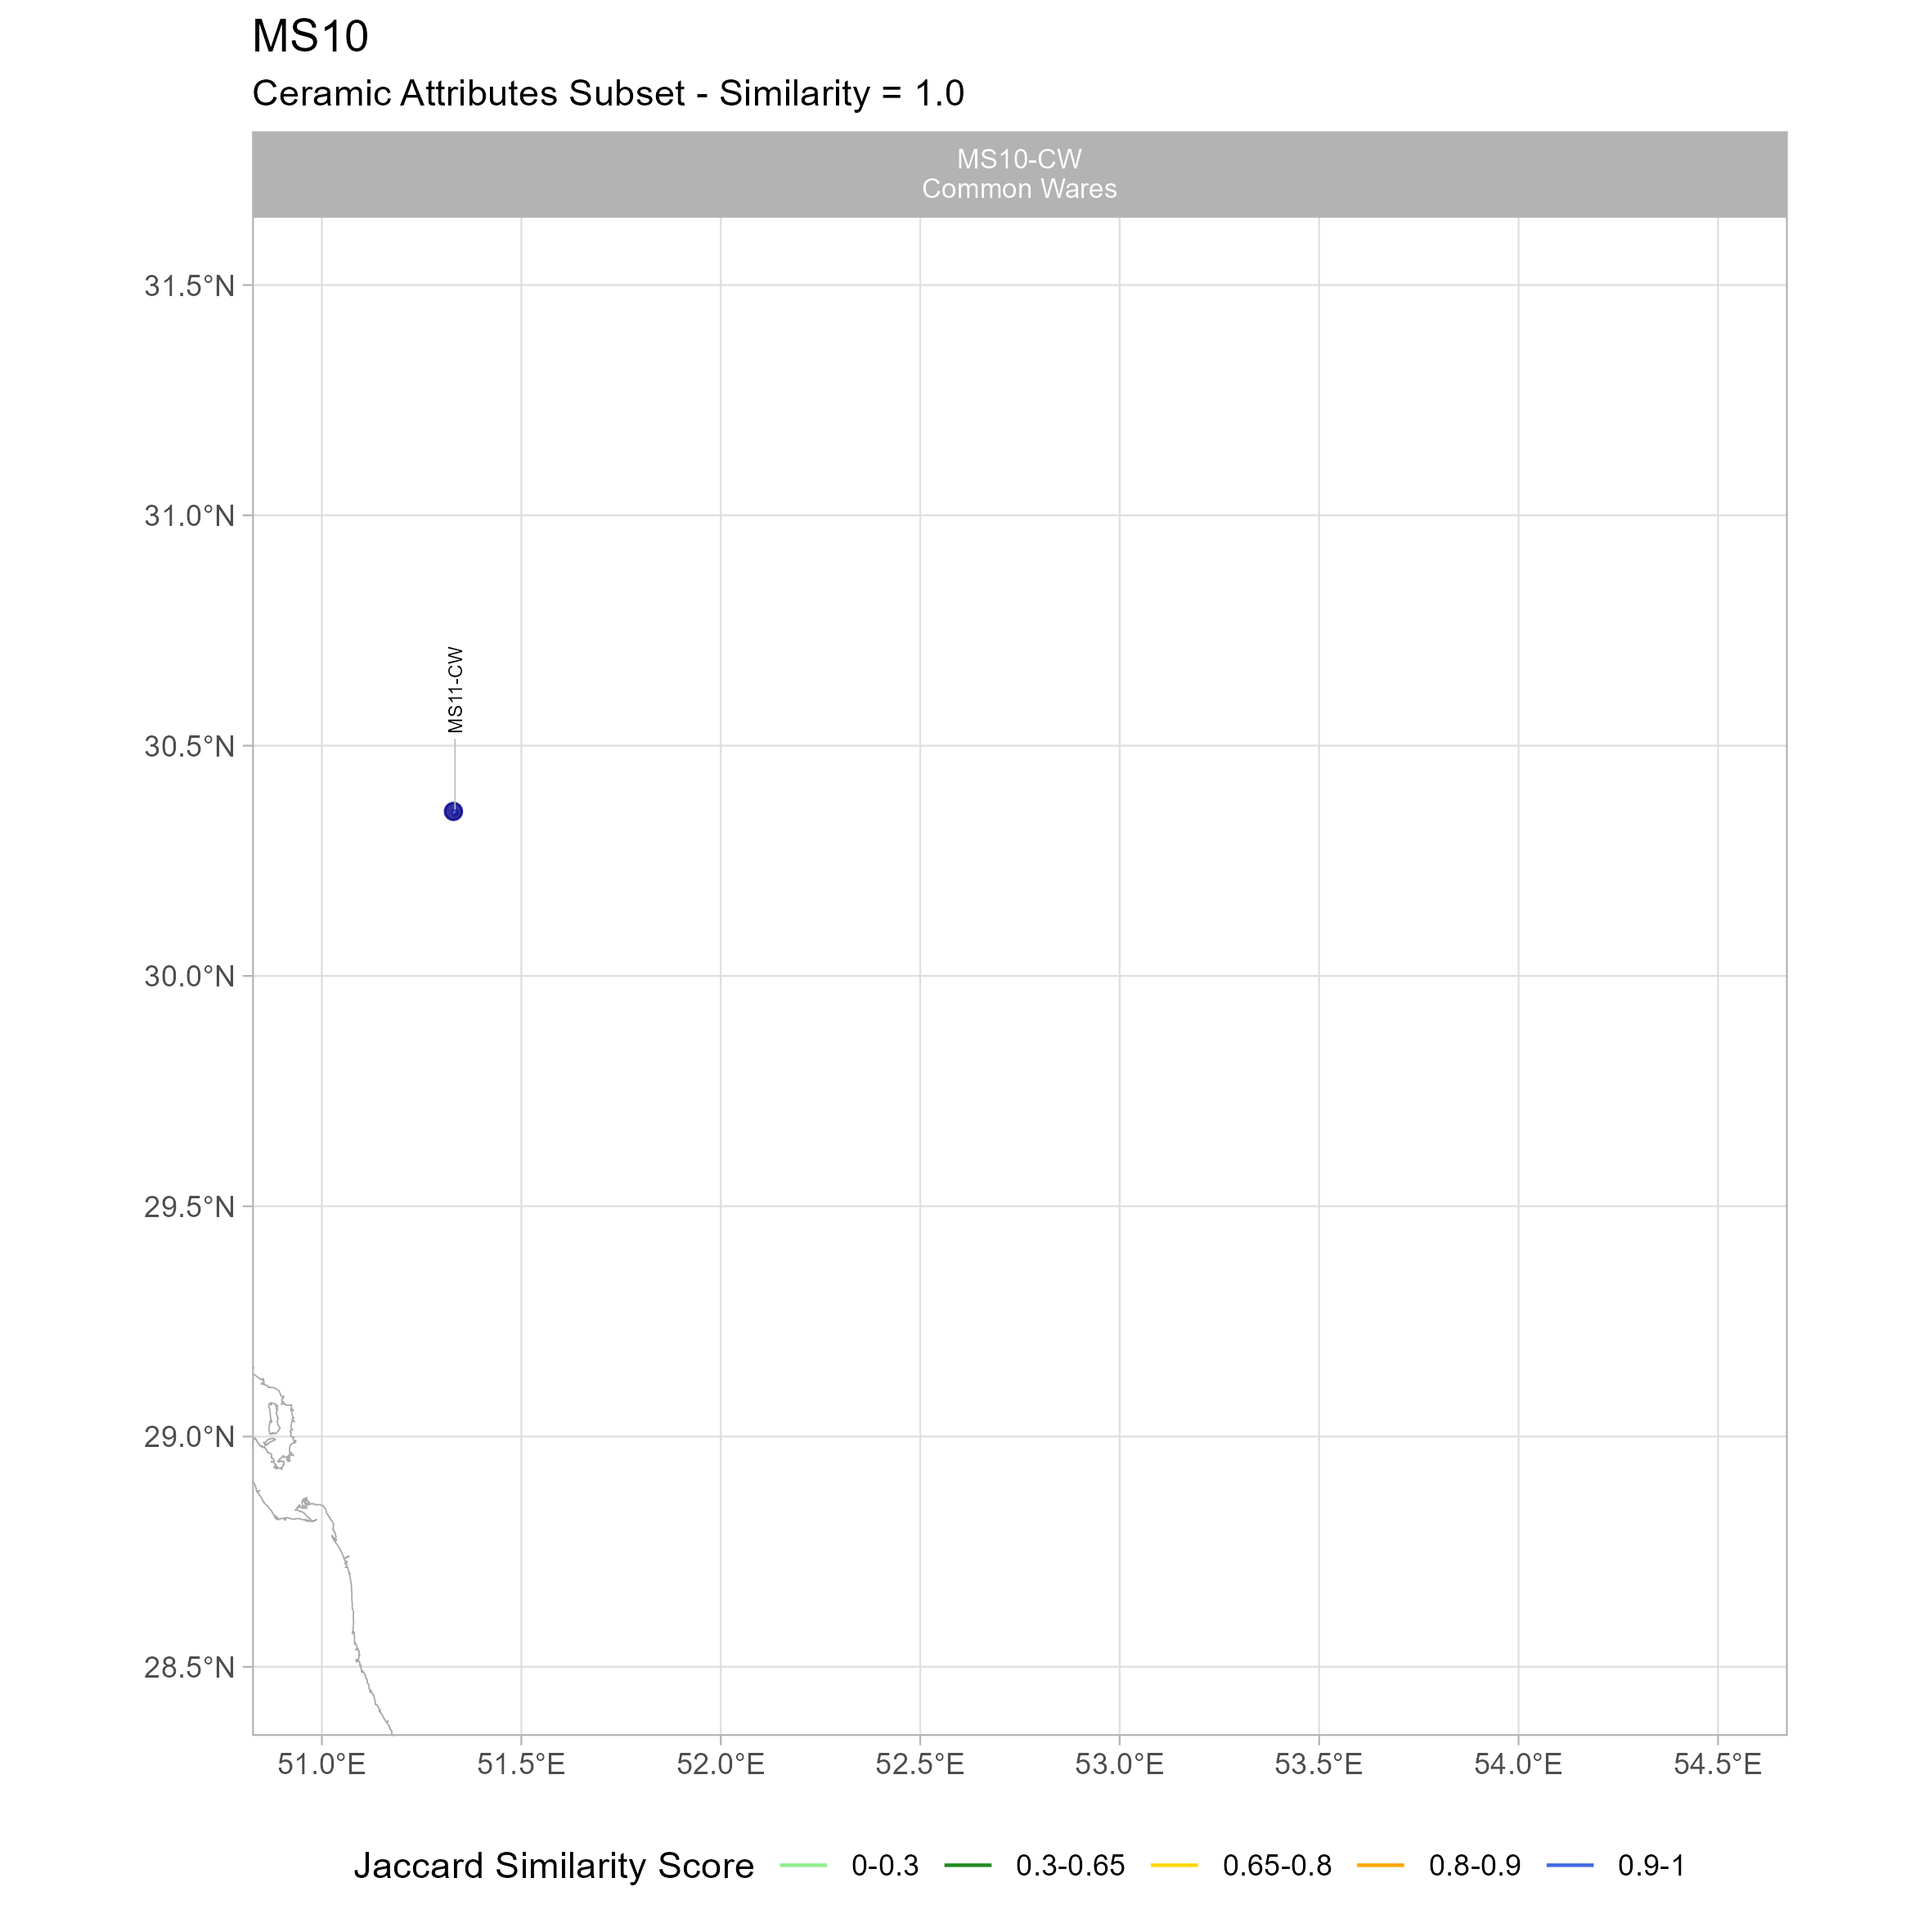 MS10
Ceramic Attributes Subset - Similarity = 1.0
MS10-CW
Common Wares
31.5°N
31.0°N
MS11-CW
30.5°N
30.0°N
29.5°N
29.0°N
28.5°N
51.0°E 51.5°E 52.0°E 52.5°E 53.0°E 53.5°E 54.0°E 54.5°E
Jaccard Similarity Score 0-0.3 0.3-0.65 0.65-0.8 0.8-0.9 0.9-1